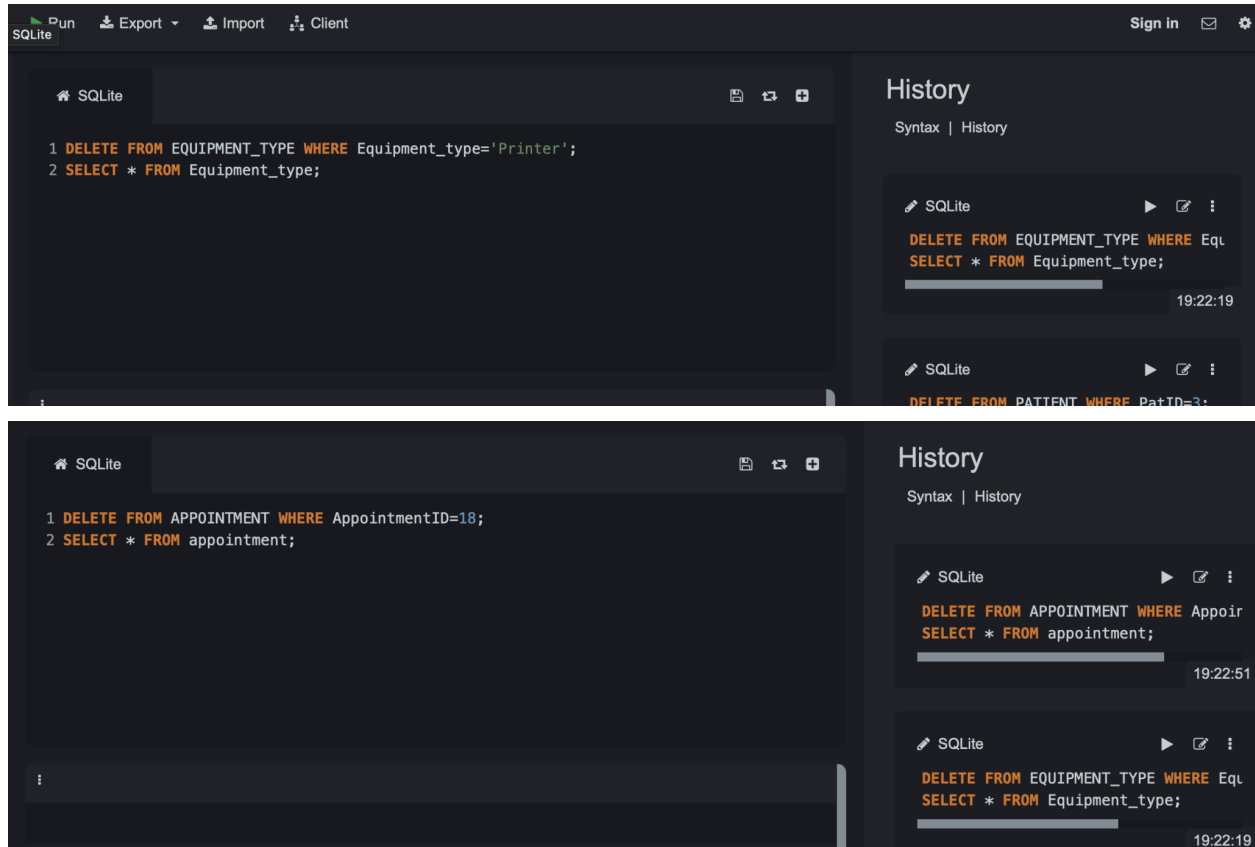 Run Export Import Client Sign in
SQLite
SQLite
History
Syntax | History
1 DELETE FROM EQUIPMENT_TYPE WHERE Equipment_type='Printer';
2 SELECT * FROM Equipment_type;
SQLite
DELETE FROM EQUIPMENT_TYPE WHERE Equ
SELECT * FROM Equipment_type;
19:22:19
SQLite
DELETE FROM PATIENT WHERE PatID=3;
SQLite
History
Syntax | History
1 DELETE FROM APPOINTMENT WHERE AppointmentID=18;
2 SELECT * FROM appointment;
SQLite
DELETE FROM APPOINTMENT WHERE Appoin
SELECT * FROM appointment;
19:22:51
SQLite
DELETE FROM EQUIPMENT_TYPE WHERE Equ
SELECT * FROM Equipment_type;
19:22:19